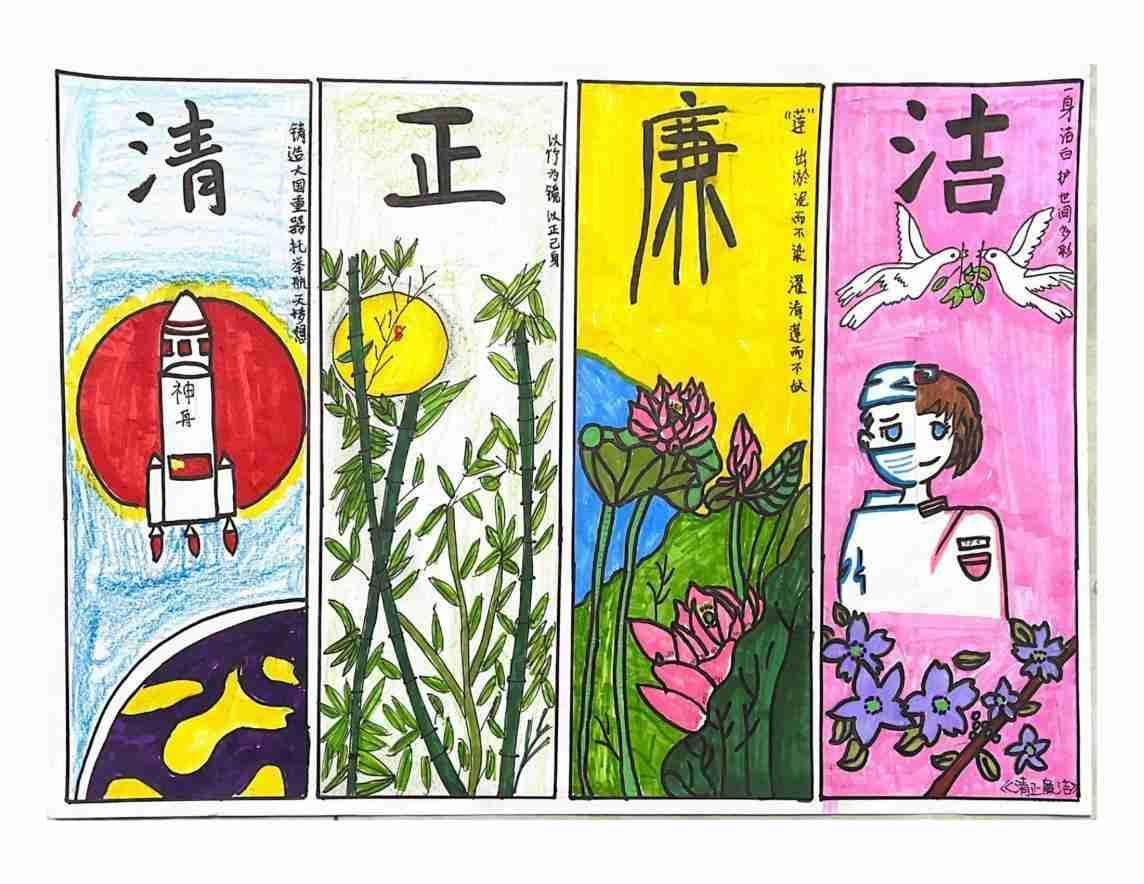 清
铸造大国重器托举航天梦想
神舟
正
以竹为镜 以正己身
廉
"莲" 出淤泥而不染 濯清莲而不妖
洁
一身洁白 护世间多彩
《清正廉洁》